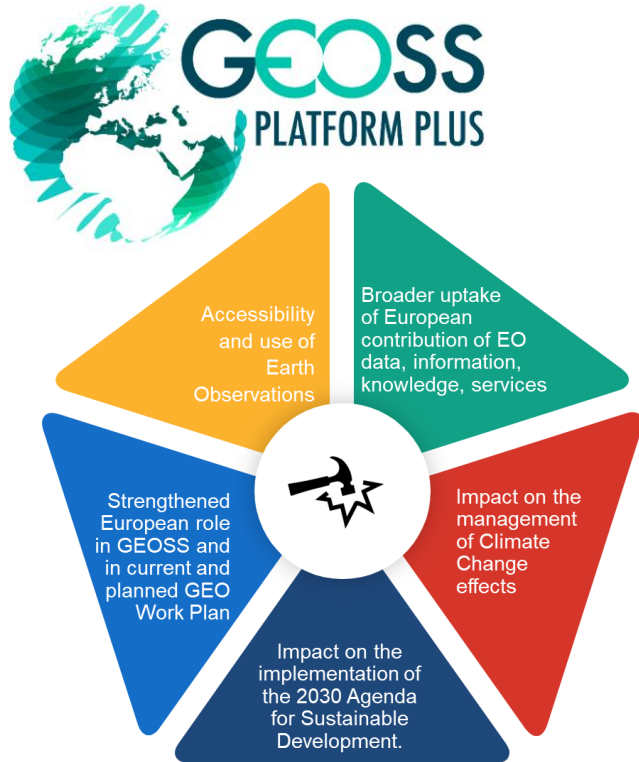 GEOSS
PLATFORM PLUS
Accessibility
and use of
Earth
Observations
Broader uptake
of European
contribution of EO
data, information,
knowledge, services
Strengthened
European role
in GEOSS and
in current and
planned GEO
Work Plan
Impact on the
management
of Climate
Change
effects
Impact on the
implementation of
the 2030 Agenda
for Sustainable
Development.